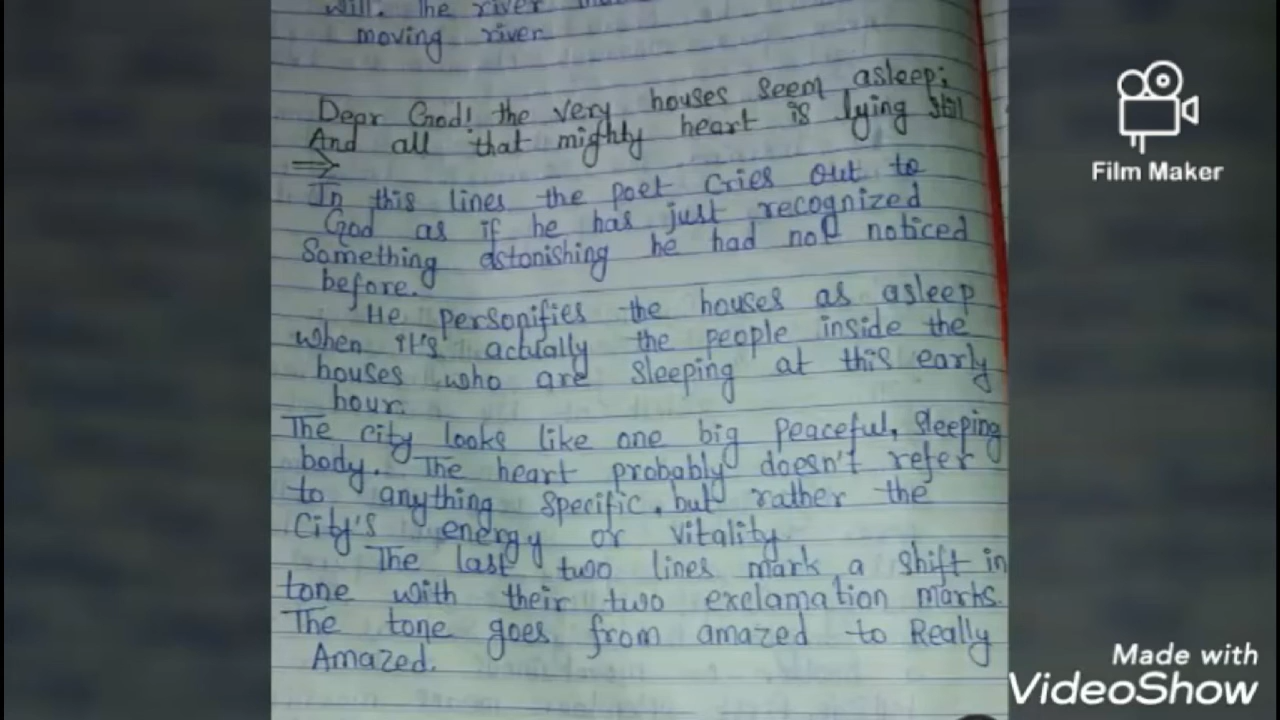 will. The river
moving river
Dear God! the very houses seem asleep;
And all that mighty heart is lying still
⇒
In this lines the poet cries out to
God as if he has just recognized
Something astonishing he had not noticed
before.
He personifies the houses as asleep
when it's actually the people inside the
houses who are sleeping at this early
hour.
The city looks like one big peaceful, sleeping
body. The heart probably doesn't refer
to anything specific, but rather the
City's energy or vitality
The last two lines mark a shift in
tone with their two exclamation marks.
The tone goes from amazed to Really
Amazed.
Film Maker
Made with
VideoShow